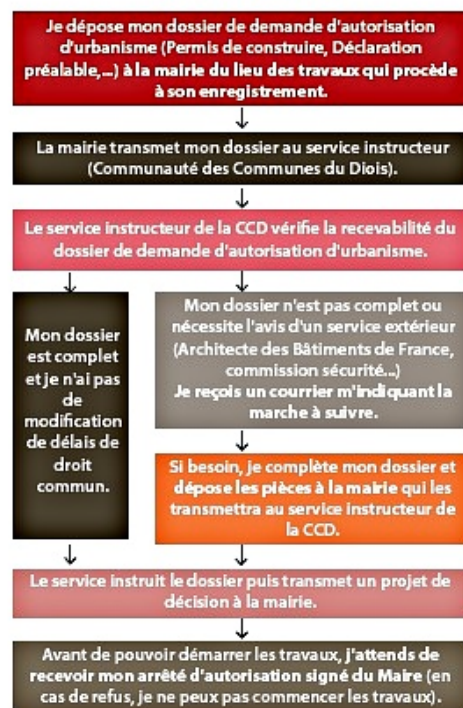 Je dépose mon dossier de demande d'autorisation
d'urbanisme (Permis de construire, Déclaration
préalable,...) à la mairie du lieu des travaux qui procède
à son enregistrement.
La mairie transmet mon dossier au service instructeur
(Communauté des Communes du Diois).
Le service instructeur de la CCD vérifie la recevabilité du
dossier de demande d'autorisation d'urbanisme.
Mon dossier
est complet
et je n'ai pas
de
modification
de délais de
droit
commun.
Mon dossier n'est pas complet ou
nécessite l'avis d'un service extérieur
(Architecte des Bâtiments de France,
commission sécurité...)
Je reçois un courrier m'indiquant la
marche à suivre.
Si besoin, je complète mon dossier et
dépose les pièces à la mairie qui les
transmettra au service instructeur de
la CCD.
Le service instruit le dossier puis transmet un projet de
décision à la mairie.
Avant de pouvoir démarrer les travaux, j'attends de
recevoir mon arrêté d'autorisation signé du Maire (en
cas de refus, je ne peux pas commencer les travaux).